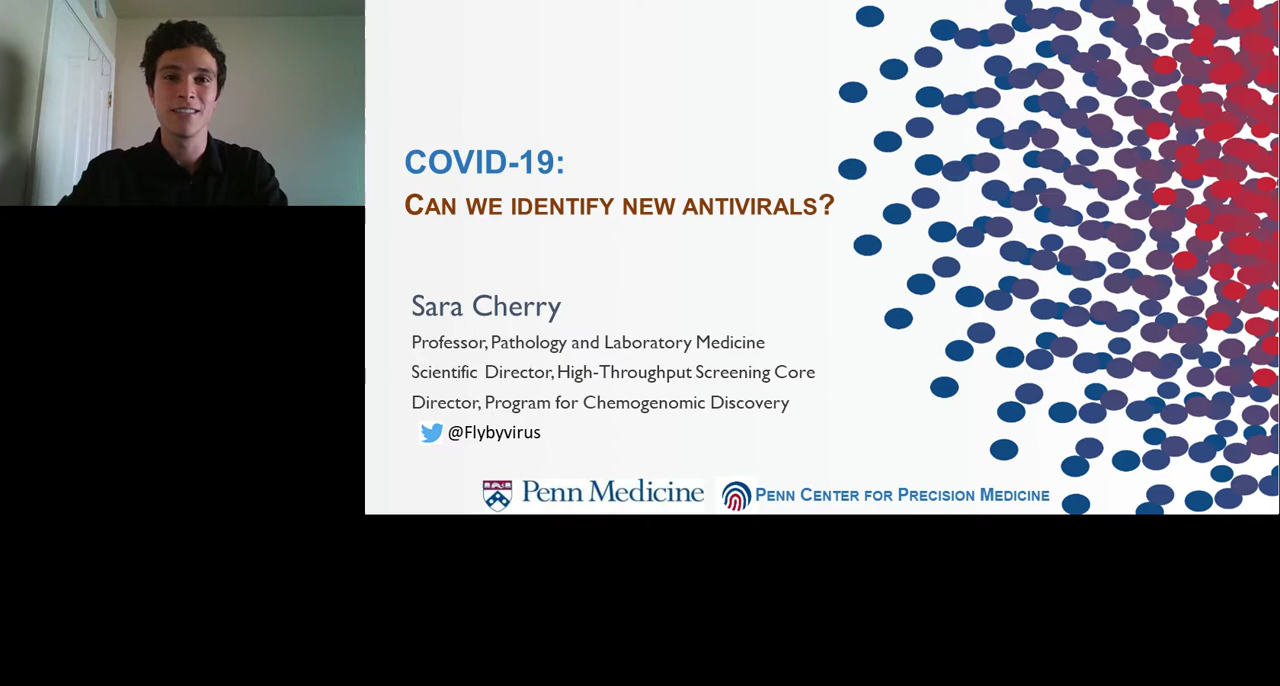 COVID-19:
CAN WE IDENTIFY NEW ANTIVIRALS?
Sara Cherry
Professor, Pathology and Laboratory Medicine
Scientific Director, High-Throughput Screening Core
Director, Program for Chemogenomic Discovery
@Flybyvirus
Penn Medicine
PENN CENTER FOR PRECISION MEDICINE